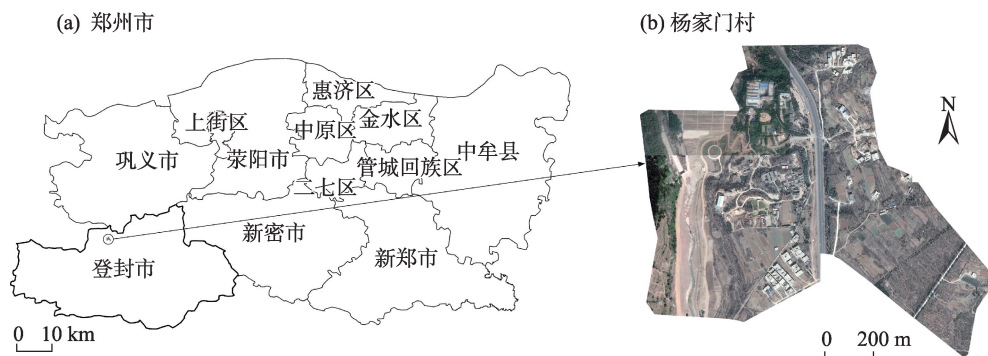 (a) 郑州市
(b) 杨家门村
惠济区
上街区
中原区
金水区
巩义市
荥阳市
管城回族区
中牟县
二七区
新密市
登封市
新郑市
N
0 10 km
0 200 m